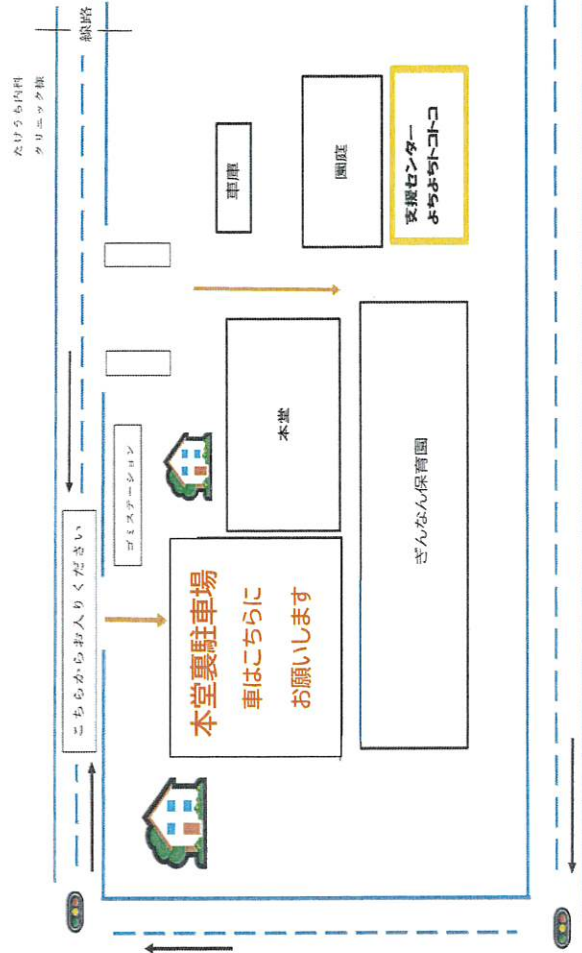 たけうち内科
クリニック様
線路
こちらからお入りください
ゴミステーション
車庫
園庭
支援センター
よちよちトコトコ
本堂
本堂裏駐車場
車はこちらに
お願いします
ぎんなん保育園